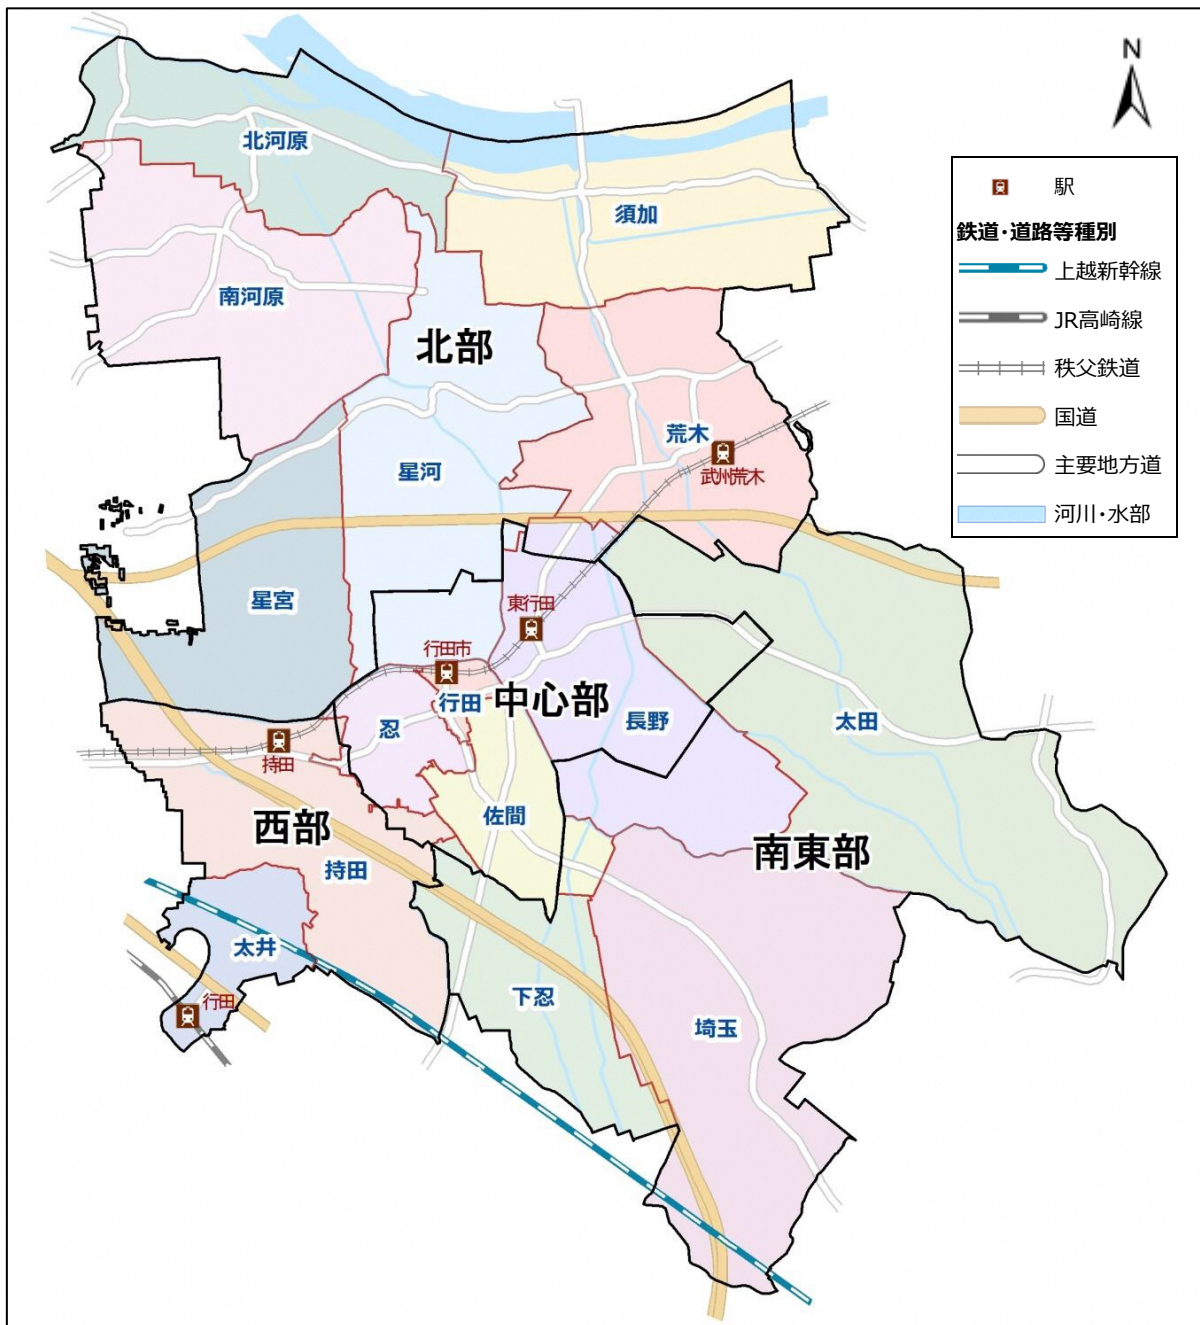 N
駅
鉄道・道路等種別
上越新幹線
JR高崎線
秩父鉄道
国道
主要地方道
河川・水部
北河原
須加
南河原
北部
荒木
武州荒木
星河
星宮
東行田
行田市
行田
中心部
忍
長野
太田
持田
佐間
西部
持田
南東部
太井
行田
下忍
埼玉